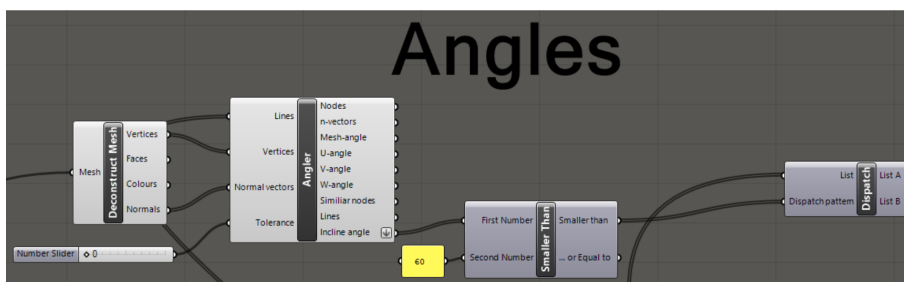 Angles
Mesh
Deconstruct Mesh
Vertices
Faces
Colours
Normals
Number Slider
0
Lines
Vertices
Normal vectors
Tolerance
Angler
Nodes
n-vectors
Mesh-angle
U-angle
V-angle
W-angle
Similiar nodes
Lines
Incline angle
€0
First Number
Second Number
Smaller Than
Smaller than
... or Equal to
List
Dispatch pattern
Dispatch
List A
List B